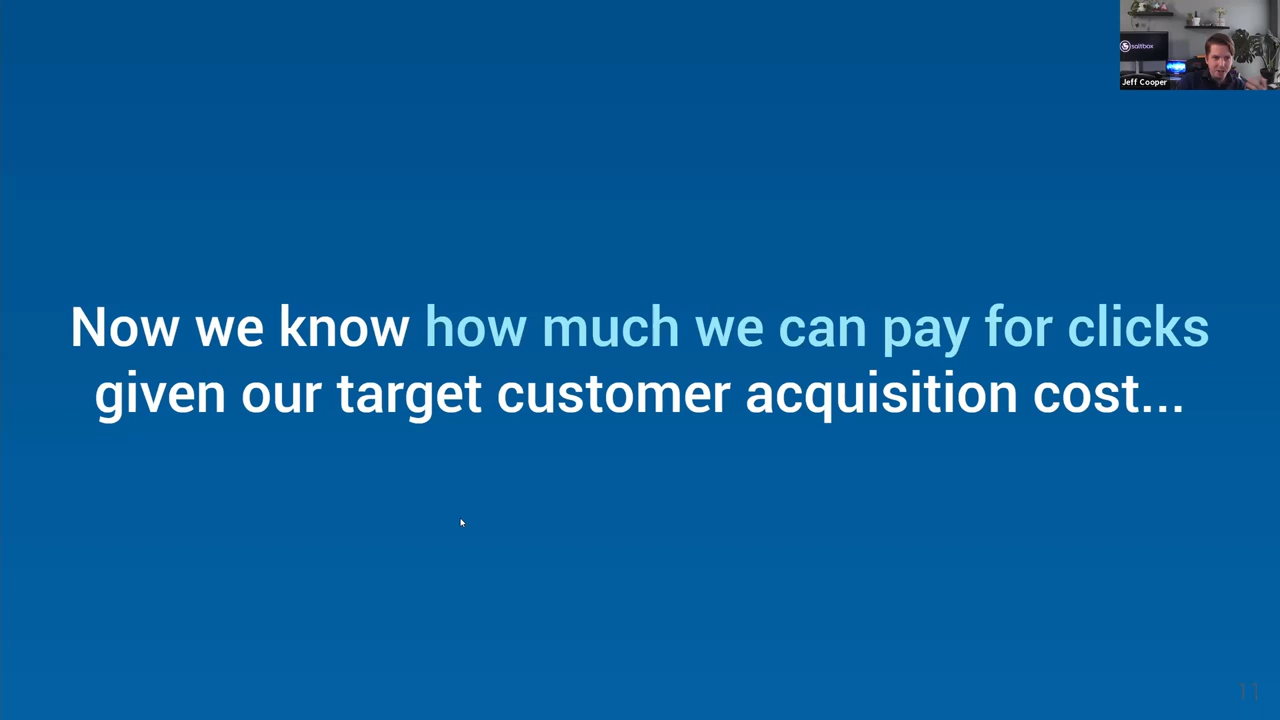 saltbox
Jeff Cooper
Now we know how much we can pay for clicks
given our target customer acquisition cost...
11